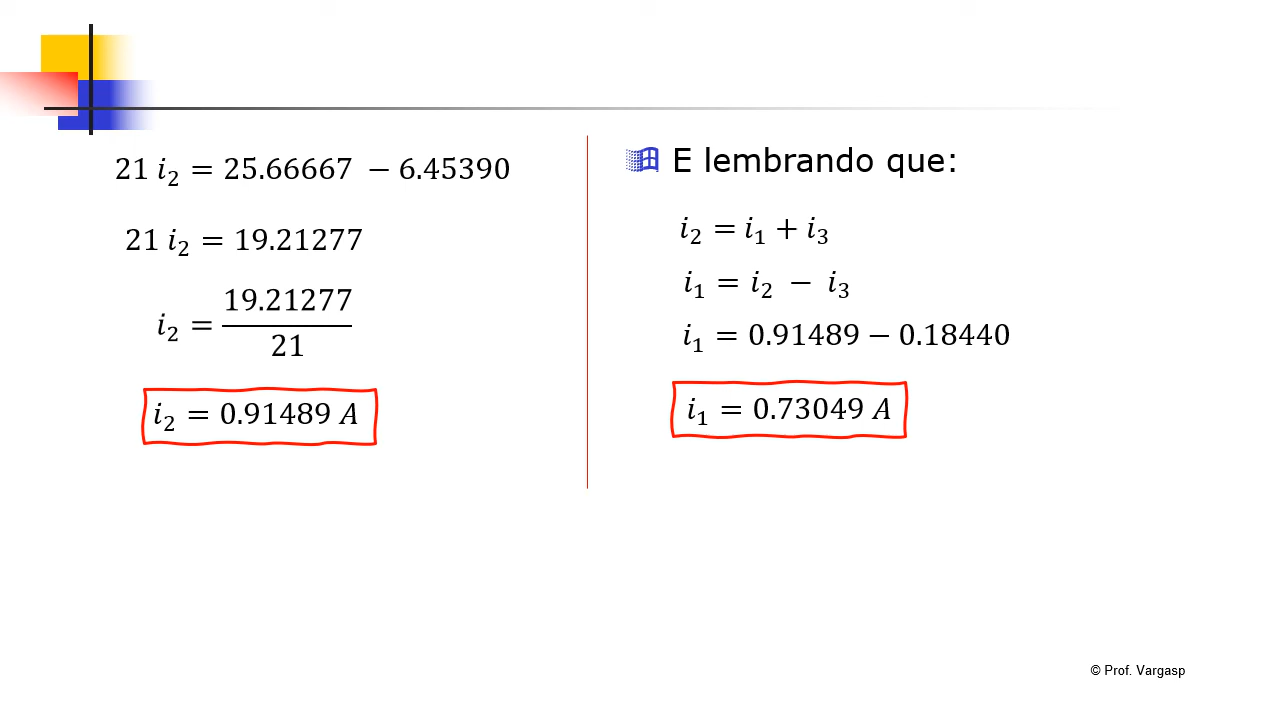 21 i₂ = 25.66667 − 6.45390
21 i₂ = 19.21277
i₂ = 19.21277/21
i₂ = 0.91489 A
E lembrando que:
i₂ = i₁ + i₃
i₁ = i₂ − i₃
i₁ = 0.91489 − 0.18440
i₁ = 0.73049 A
© Prof. Vargasp